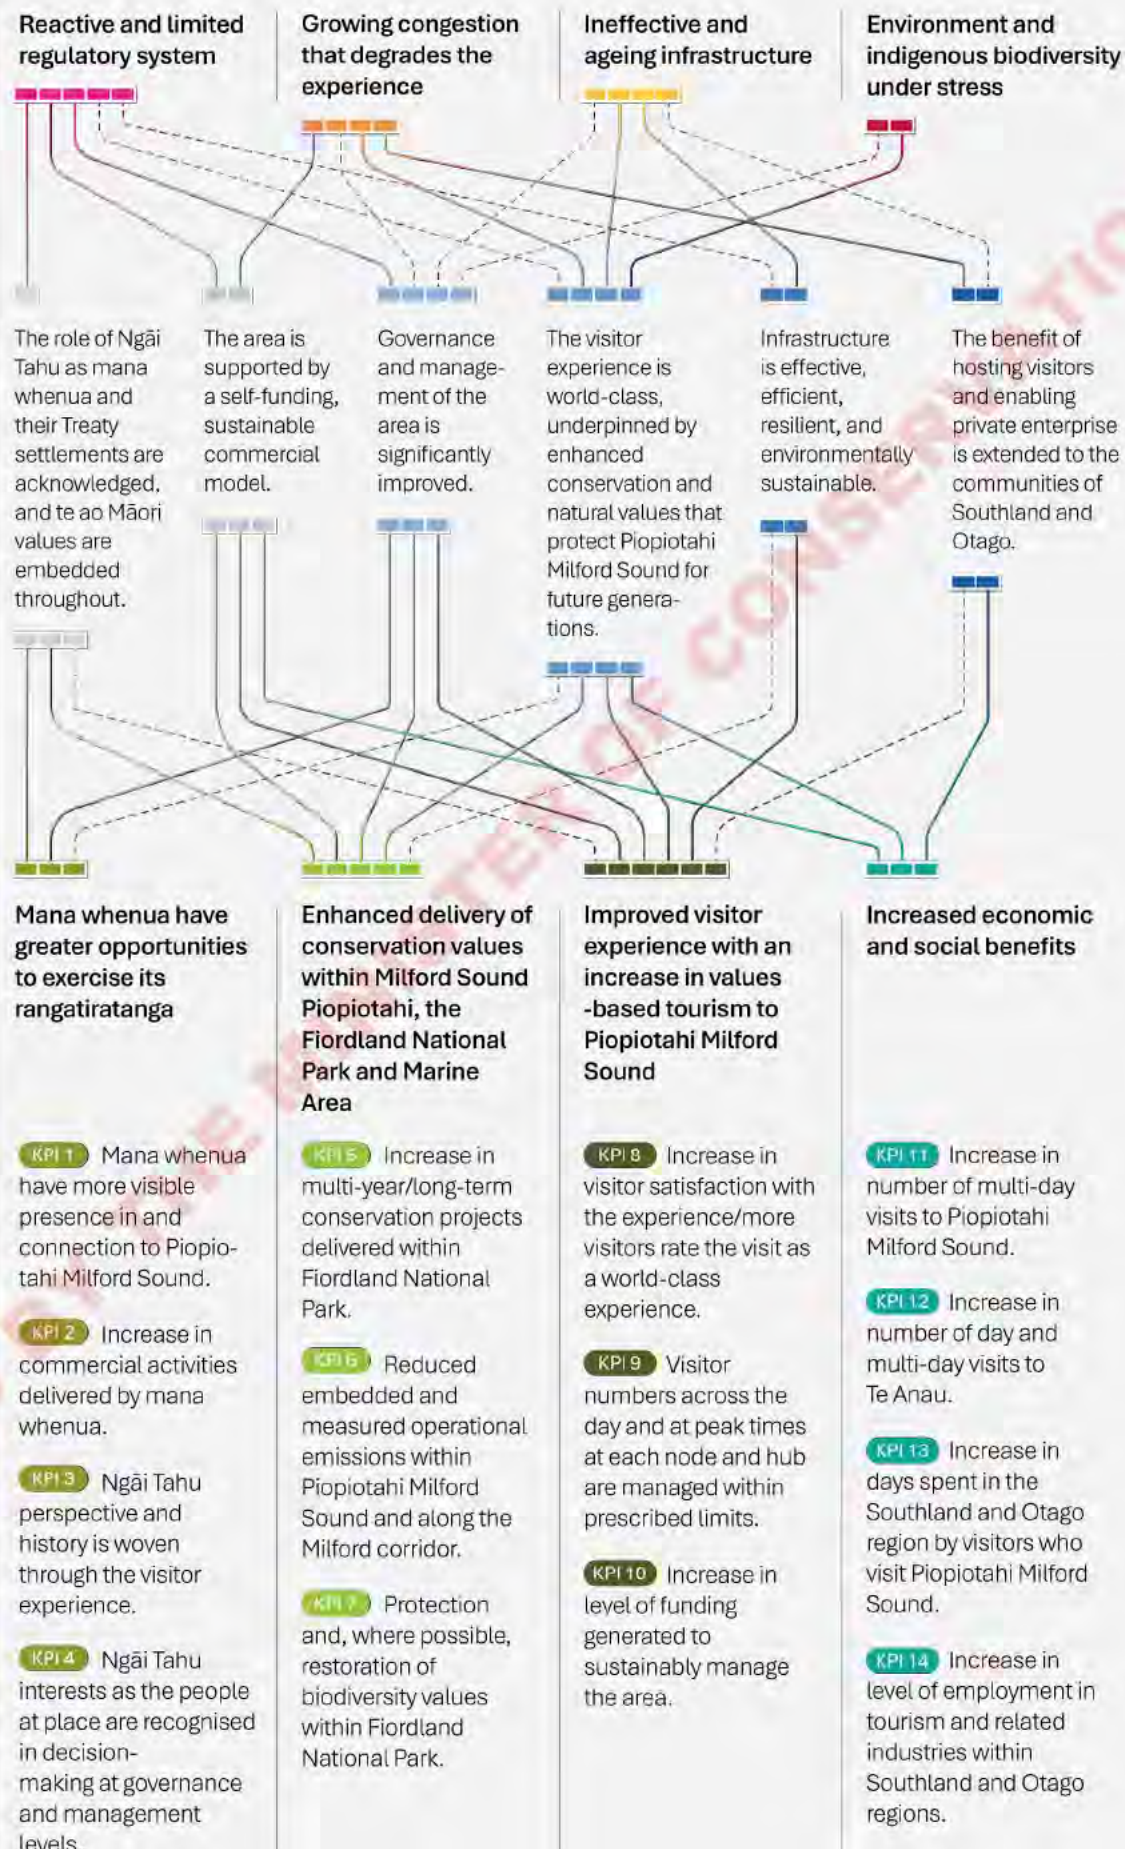 Reactive and limited
regulatory system
Growing congestion
that degrades the
experience
Ineffective and
ageing infrastructure
Environment and
indigenous biodiversity
under stress
The role of Ngāi
Tahu as mana
whenua and
their Treaty
settlements are
acknowledged,
and te ao Māori
values are
embedded
throughout.
The area is
supported by
a self-funding,
sustainable
commercial
model.
Governance
and manage-
ment of the
area is
significantly
improved.
The visitor
experience is
world-class,
underpinned by
enhanced
conservation and
natural values that
protect Piopiotahi
Milford Sound for
future genera-
tions.
Infrastructure
is effective,
efficient,
resilient, and
environmentally
sustainable.
The benefit of
hosting visitors
and enabling
private enterprise
is extended to the
communities of
Southland and
Otago.
Mana whenua have
greater opportunities
to exercise its
rangatiratanga
KPI 1 Mana whenua
have more visible
presence in and
connection to Piopio-
tahi Milford Sound.
KPI 2 Increase in
commercial activities
delivered by mana
whenua.
KPI 3 Ngāi Tahu
perspective and
history is woven
through the visitor
experience.
KPI 4 Ngāi Tahu
interests as the people
at place are recognised
in decision-
making at governance
and management
levels
Enhanced delivery of
conservation values
within Milford Sound
Piopiotahi, the
Fiordland National
Park and Marine
Area
KPI 5 Increase in
multi-year/long-term
conservation projects
delivered within
Fiordland National
Park.
KPI 6 Reduced
embedded and
measured operational
emissions within
Piopiotahi Milford
Sound and along the
Milford corridor.
KPI 7 Protection
and, where possible,
restoration of
biodiversity values
within Fiordland
National Park.
Improved visitor
experience with an
increase in values
-based tourism to
Piopiotahi Milford
Sound
KPI 8 Increase in
visitor satisfaction with
the experience/more
visitors rate the visit as
a world-class
experience.
KPI 9 Visitor
numbers across the
day and at peak times
at each node and hub
are managed within
prescribed limits.
KPI 10 Increase in
level of funding
generated to
sustainably manage
the area.
Increased economic
and social benefits
KPI 11 Increase in
number of multi-day
visits to Piopiotahi
Milford Sound.
KPI 12 Increase in
number of day and
multi-day visits to
Te Anau.
KPI 13 Increase in
days spent in the
Southland and Otago
region by visitors who
visit Piopiotahi Milford
Sound.
KPI 14 Increase in
level of employment in
tourism and related
industries within
Southland and Otago
regions.
BY THE MINISTER OF CONSERVATIO